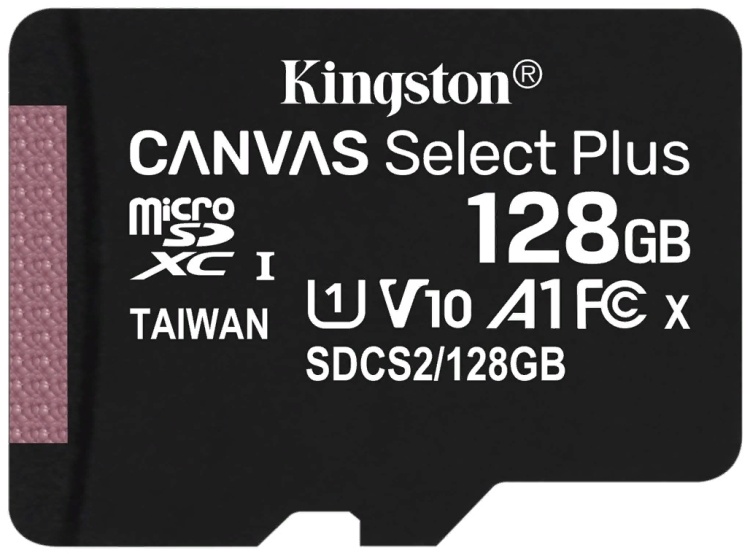 Kingston®
CANVAS Select Plus
micro SD XC I
128GB
U1 V10 A1 FC X
TAIWAN
SDCS2/128GB